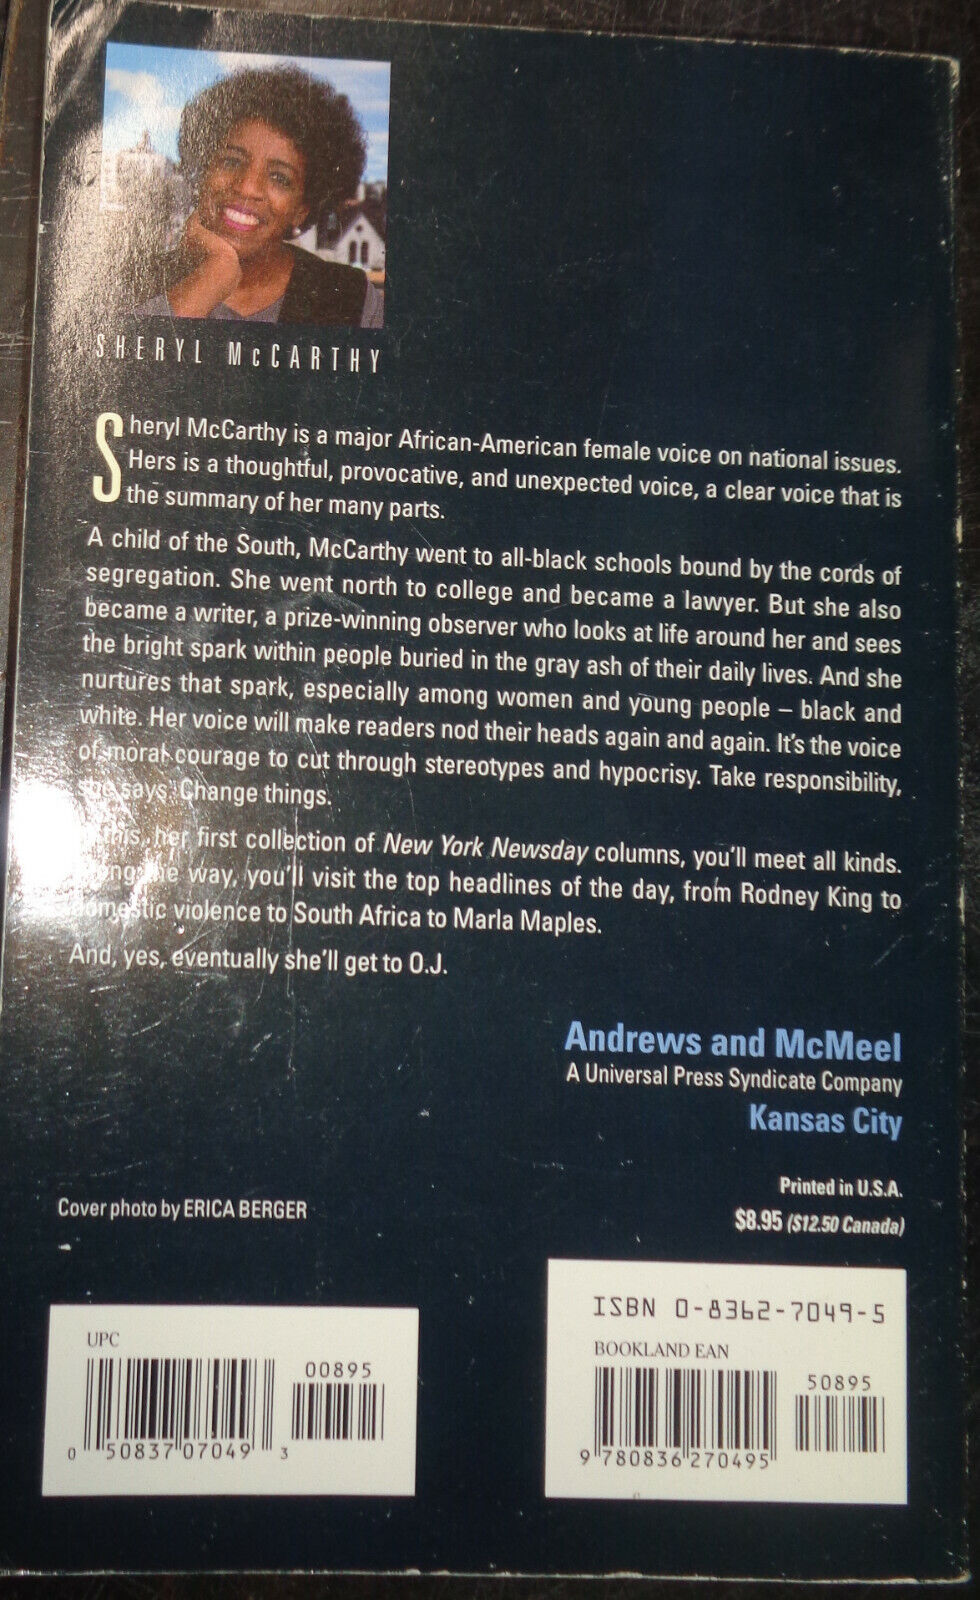 SHERYL McCARTHY
Sheryl McCarthy is a major African-American female voice on national issues.
Hers is a thoughtful, provocative, and unexpected voice, a clear voice that is
the summary of her many parts.
A child of the South, McCarthy went to all-black schools bound by the cords of
segregation. She went north to college and became a lawyer. But she also
became a writer, a prize-winning observer who looks at life around her and sees
the bright spark within people buried in the gray ash of their daily lives. And she
nurtures that spark, especially among women and young people – black and
white. Her voice will make readers nod their heads again and again. It's the voice
of moral courage to cut through stereotypes and hypocrisy. Take responsibility,
she says. Change things.
this, her first collection of New York Newsday columns, you'll meet all kinds.
way, you'll visit the top headlines of the day, from Rodney King to
domestic violence to South Africa to Marla Maples.
And, yes, eventually she'll get to O.J.
Andrews and McMeel
A Universal Press Syndicate Company
Kansas City
Printed in U.S.A.
$8.95 ($12.50 Canada)
Cover photo by ERICA BERGER
ISBN 0-8362-7049-5
BOOKLAND EAN
50895
9 780836 270495
UPC
00895
0 50837 07049 3